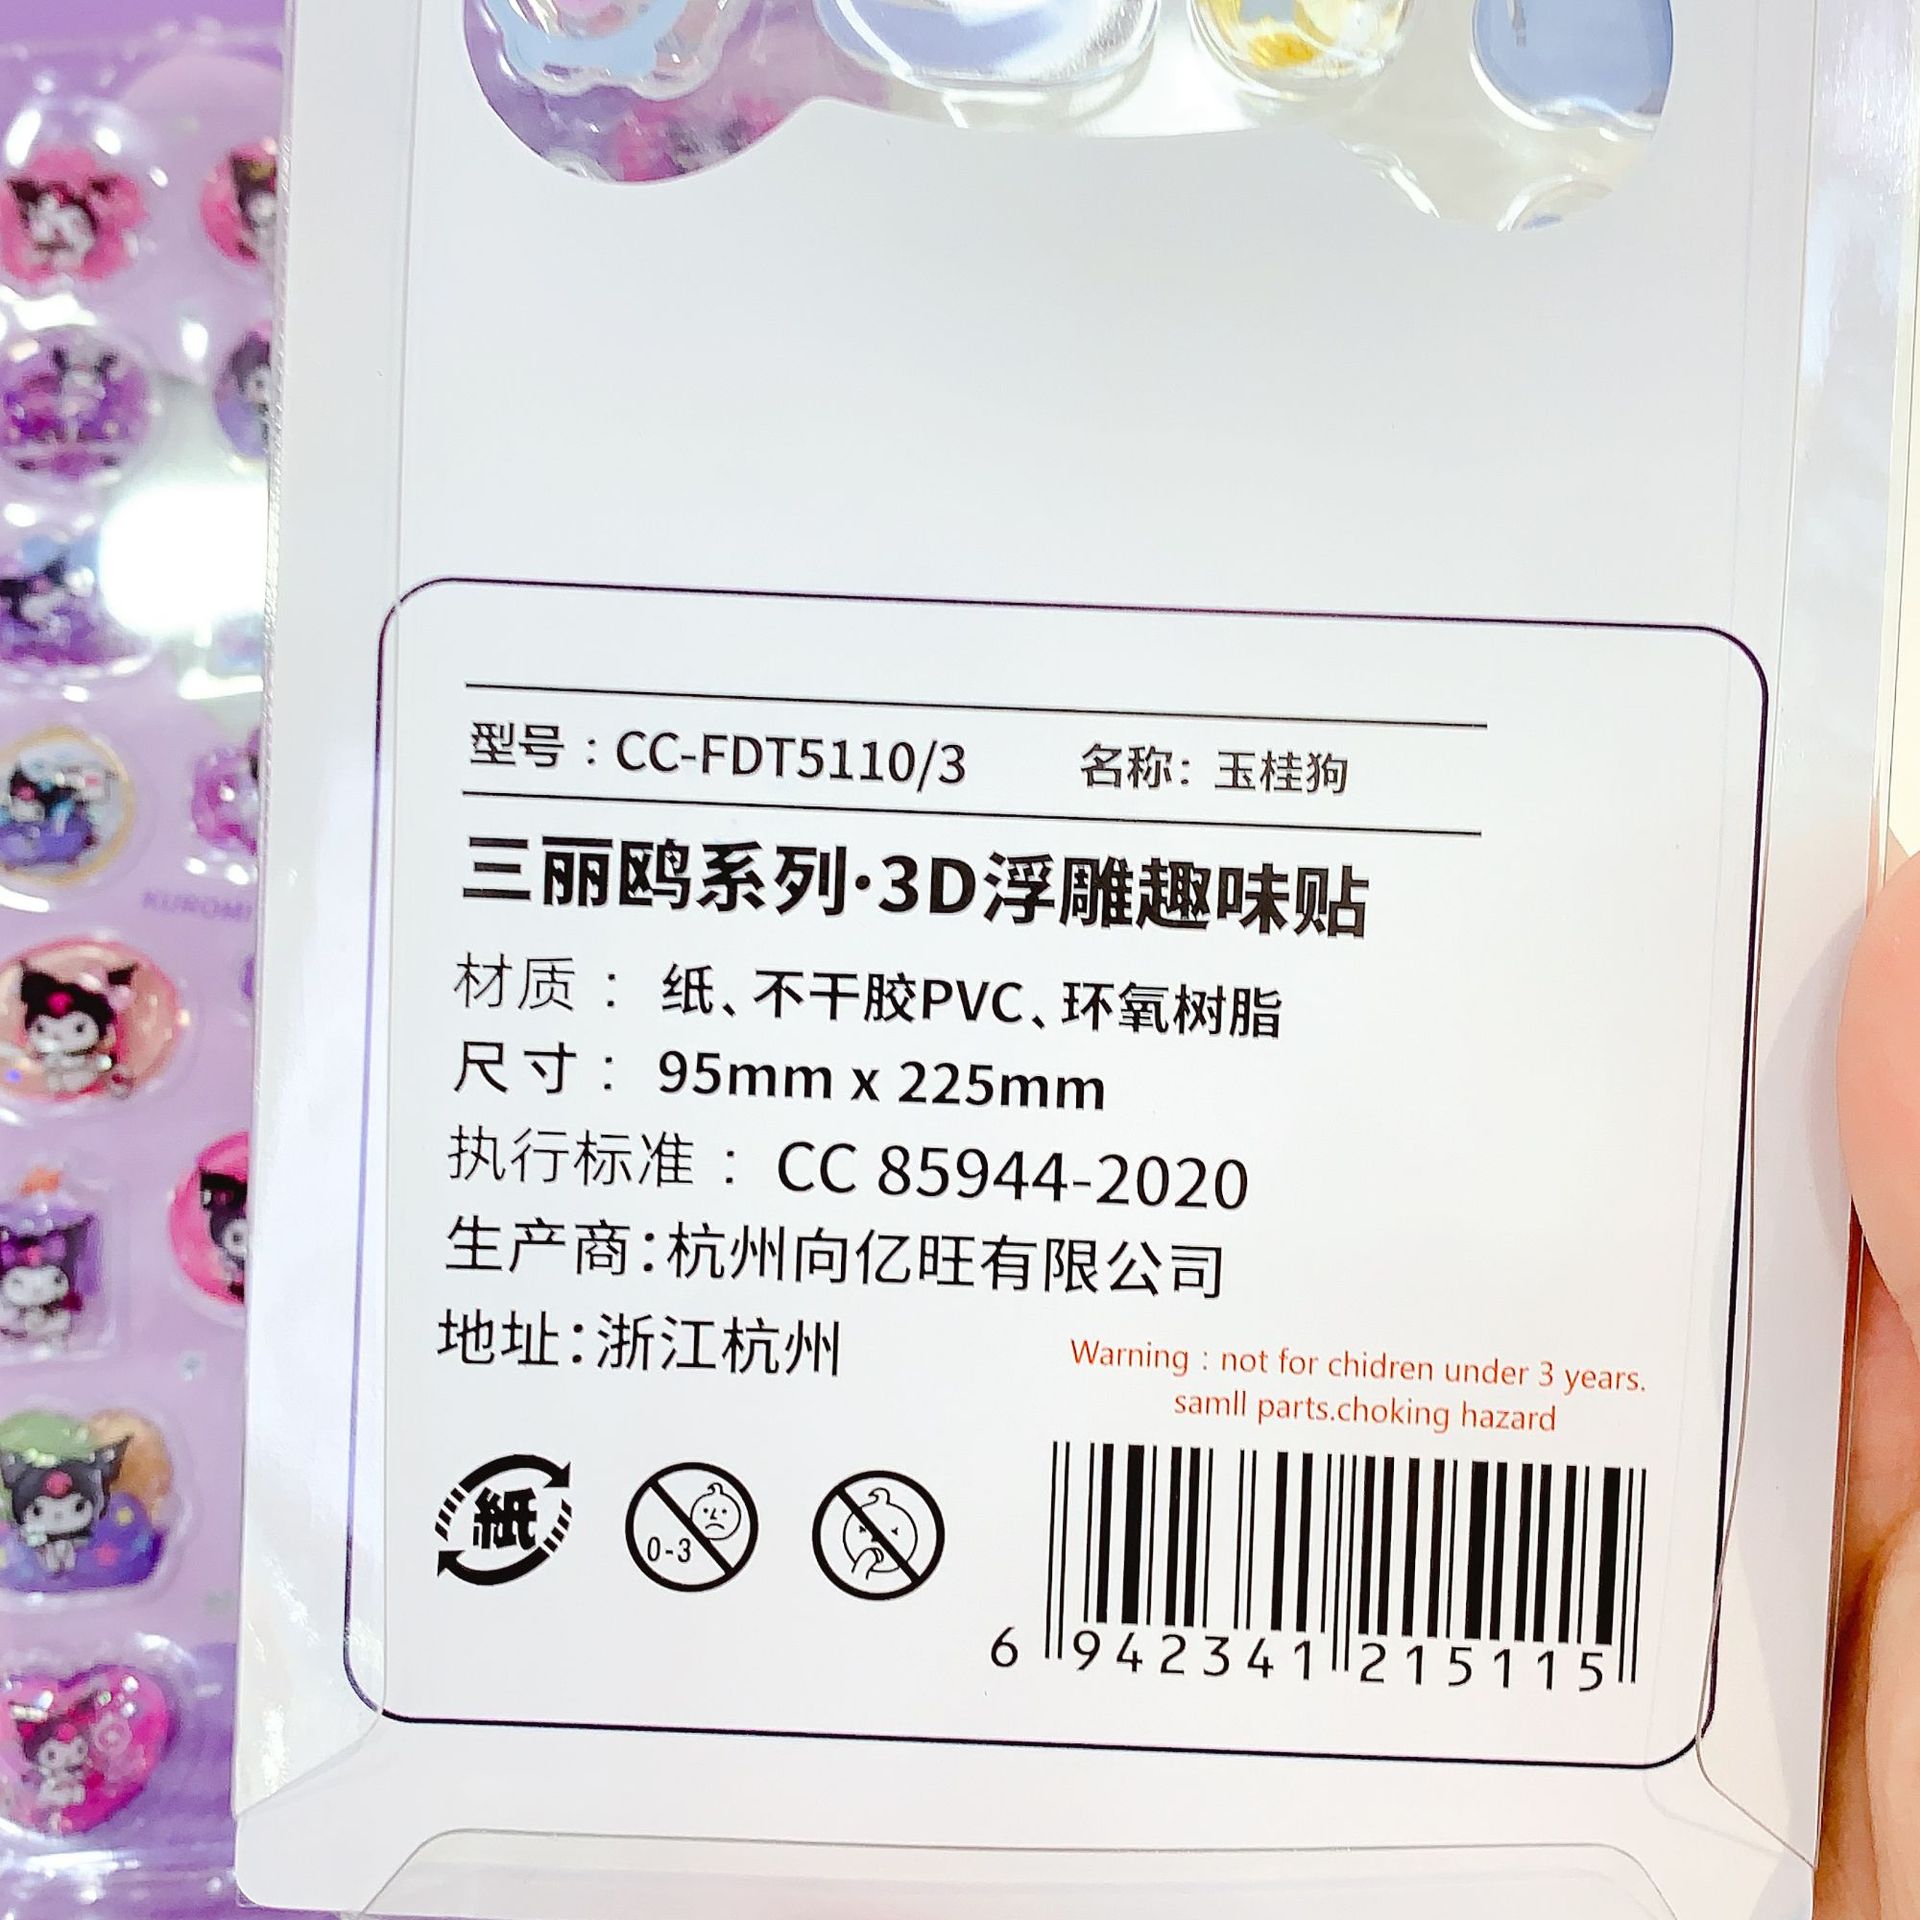 型号：CC-FDT5110/3 名称：玉桂狗
三丽鸥系列·3D浮雕趣味贴
材质：纸、不干胶PVC、环氧树脂
尺寸：95mm x 225mm
执行标准：CC 85944-2020
生产商:杭州向亿旺有限公司
地址:浙江杭州
Warning : not for chidren under 3 years.
samll parts.choking hazard
紙
0-3
6 942341 215115
KUROMI